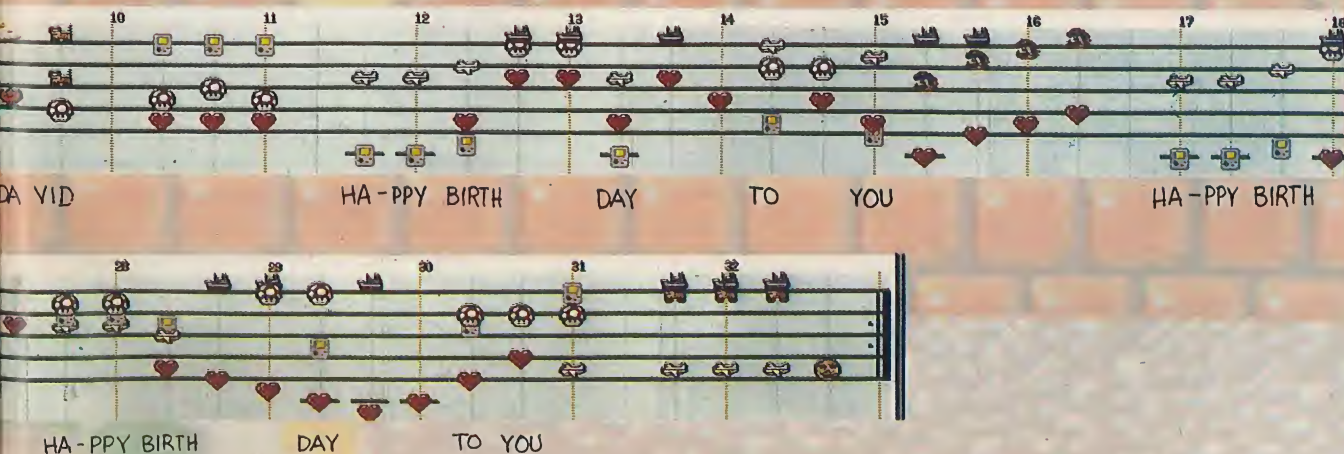 10 11 12 13 14 15 16 17
DA VID HA-PPY BIRTH DAY TO YOU HA-PPY BIRTH
28 29 30 31 32
HA-PPY BIRTH DAY TO YOU